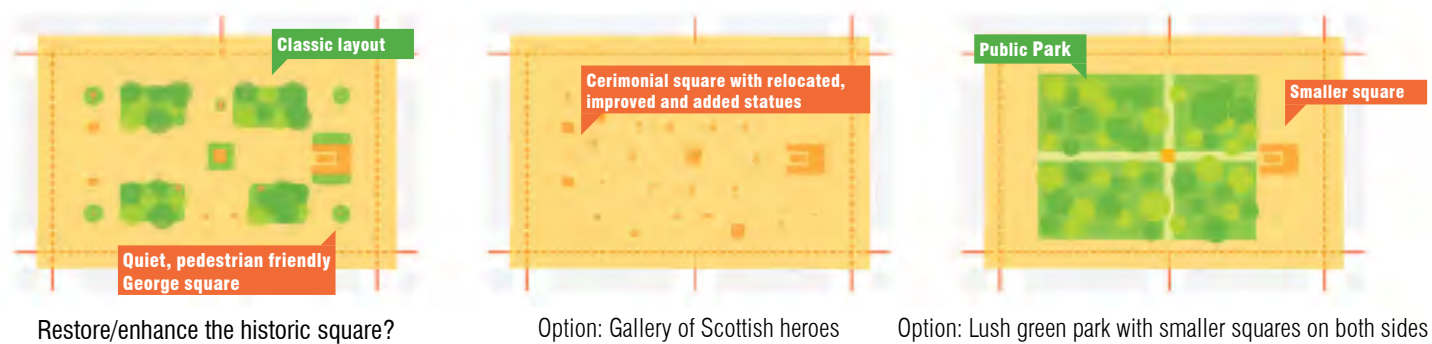 Classic layout
Quiet, pedestrian friendly
George square
Restore/enhance the historic square?
Cerimonial square with relocated,
improved and added statues
Option: Gallery of Scottish heroes
Public Park
Smaller square
Option: Lush green park with smaller squares on both sides